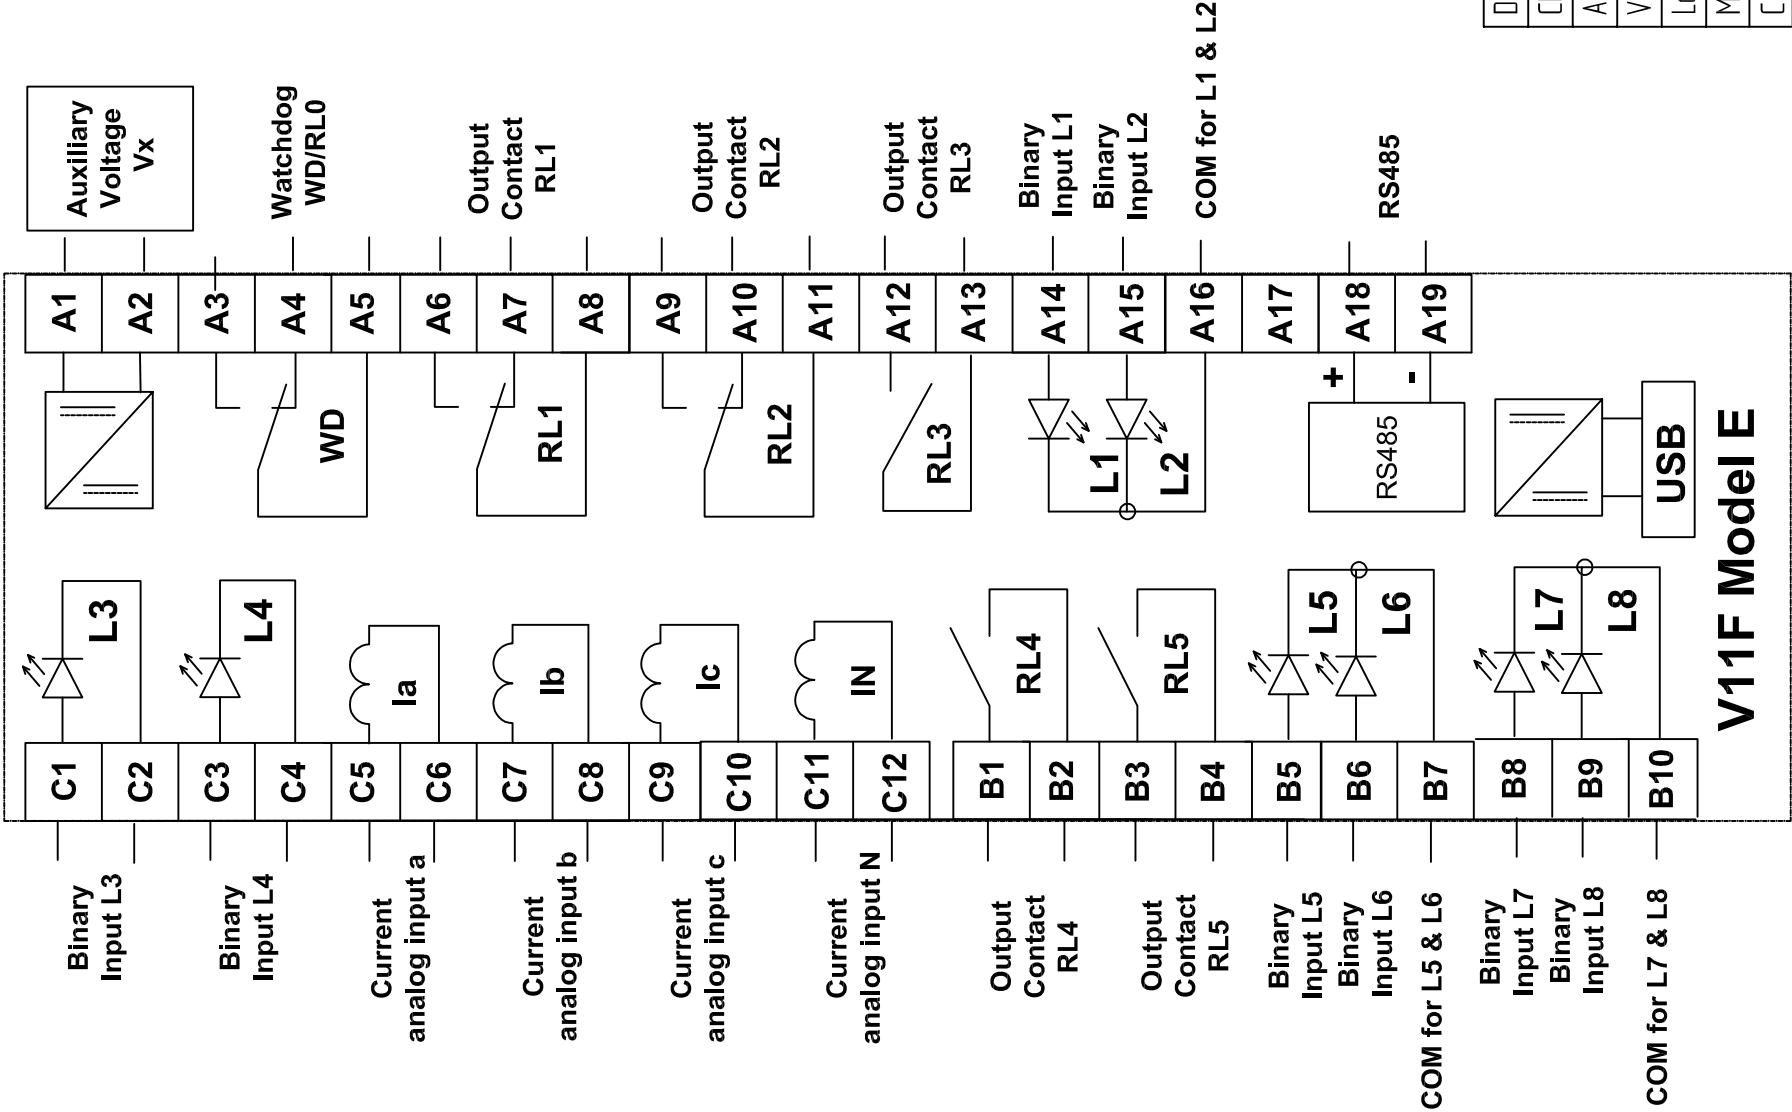 Auxiliary
Voltage
Vx
Watchdog
WD/RL0
Output
Contact
RL1
Output
Contact
RL2
Output
Contact
RL3
Binary
Input L1
Binary
Input L2
COM for L1 & L2
RS485
A1
A2
A3
A4
A5
A6
A7
A8
A9
A10
A11
A12
A13
A14
A15
A16
A17
A18
A19
WD
RL1
RL2
RL3
L1
L2
+
-
RS485
USB
L3
L4
Ia
Ib
Ic
IN
RL4
RL5
L5
L6
L7
L8
V11F Model E
C1
C2
C3
C4
C5
C6
C7
C8
C9
C10
C11
C12
B1
B2
B3
B4
B5
B6
B7
B8
B9
B10
Binary
Input L3
Binary
Input L4
Current
analog input a
Current
analog input b
Current
analog input c
Current
analog input N
Output
Contact
RL4
Output
Contact
RL5
Binary
Input L5
Binary
Input L6
COM for L5 & L6
Binary
Input L7
Binary
Input L8
COM for L7 & L8